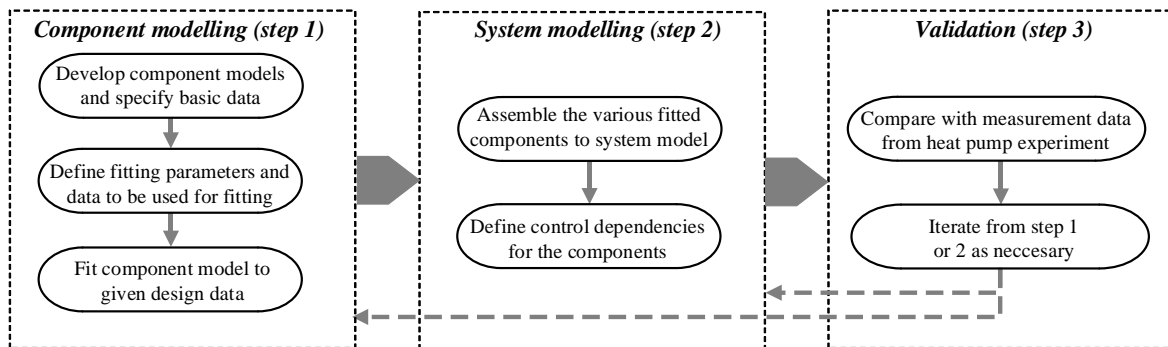 Component modelling (step 1)
Develop component models
and specify basic data
Define fitting parameters and
data to be used for fitting
Fit component model to
given design data
System modelling (step 2)
Assemble the various fitted
components to system model
Define control dependencies
for the components
Validation (step 3)
Compare with measurement data
from heat pump experiment
Iterate from step 1
or 2 as neccesary